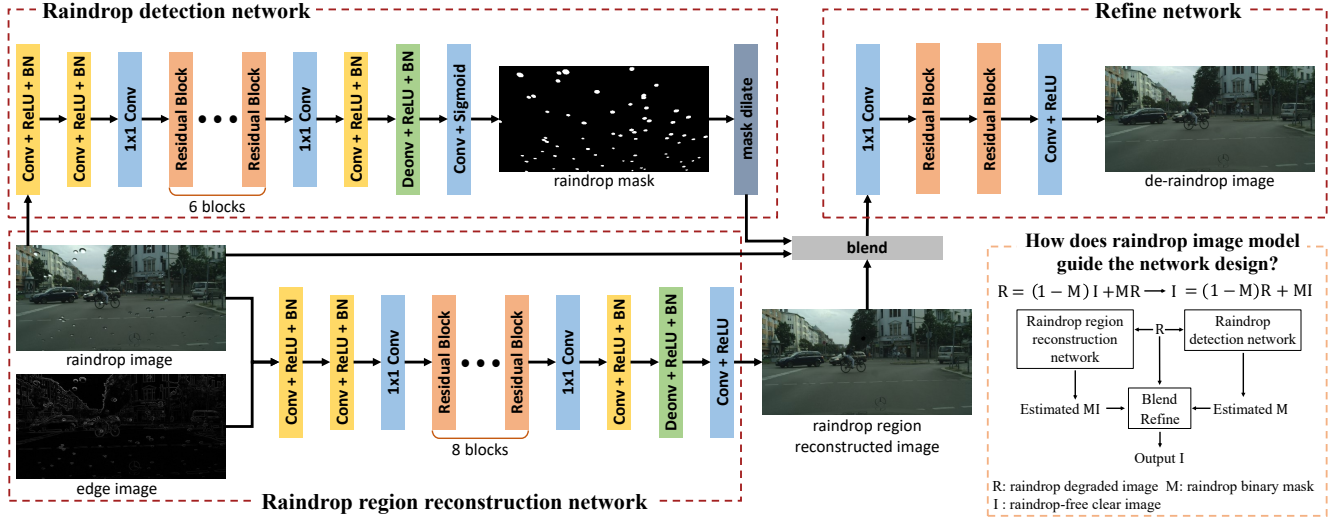 Raindrop detection network
Conv + ReLU + BN
Conv + ReLU + BN
1x1 Conv
Residual Block
Residual Block
6 blocks
1x1 Conv
Conv + ReLU + BN
Deonv + ReLU + BN
Conv + Sigmoid
raindrop mask
mask dilate
Refine network
1x1 Conv
Residual Block
Residual Block
Conv + ReLU
de-raindrop image
blend
raindrop image
edge image
Conv + ReLU + BN
Conv + ReLU + BN
1x1 Conv
Residual Block
Residual Block
8 blocks
1x1 Conv
Conv + ReLU + BN
Deonv + ReLU + BN
Conv + ReLU
raindrop region
reconstructed image
Raindrop region reconstruction network
How does raindrop image model
guide the network design?
R = (1 − M) I +MR ⟶ I = (1 − M)R + MI
Raindrop region
reconstruction
network
R
Raindrop
detection network
Estimated MI
Blend
Refine
Estimated M
Output I
R: raindrop degraded image M: raindrop binary mask
I : raindrop-free clear image